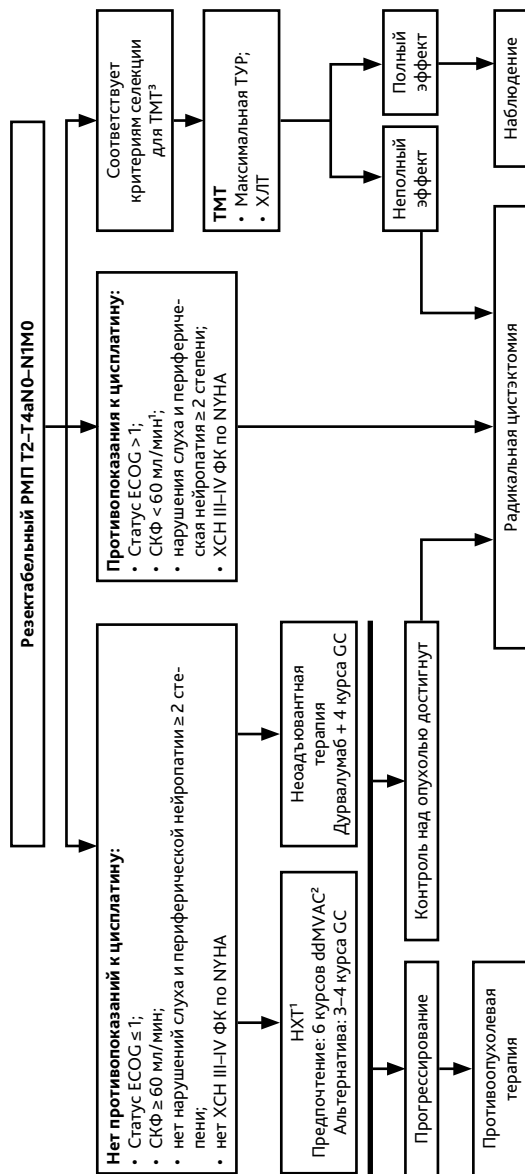 Резектабельный РМП T2–T4aN0–N1M0
Нет противопоказаний к цисплатину:
• Статус ECOG ≤ 1;
• СКФ ≥ 60 мл/мин;
• нет нарушений слуха и периферической нейропатии ≥ 2 сте-
пени;
• нет ХСН III–IV ФК по NYHA
НХТ¹
Предпочтение: 6 курсов ddMVAC²
Альтернатива: 3–4 курса GC
Неоадъювантная
терапия
Дурвалумаб + 4 курса GC
Прогрессирование
Противоопухолевая
терапия
Контроль над опухолью достигнут
Противопоказания к цисплатину:
• Статус ECOG > 1;
• СКФ < 60 мл/мин¹;
• нарушения слуха и перифериче-
ская нейропатия ≥ 2 степени;
• ХСН III–IV ФК по NYHA
Соответствует
критериям селекции
для ТМТ³
ТМТ
• Максимальная ТУР;
• ХЛТ
Неполный
эффект
Полный
эффект
Радикальная цистэктомия
Наблюдение